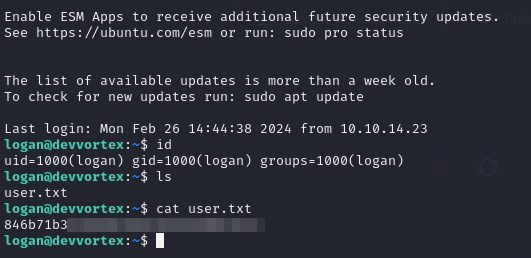 Enable ESM Apps to receive additional future security updates.
See https://ubuntu.com/esm or run: sudo pro status
The list of available updates is more than a week old.
To check for new updates run: sudo apt update
Last login: Mon Feb 26 14:44:38 2024 from 10.10.14.23
logan@devvortex:~$ id
uid=1000(logan) gid=1000(logan) groups=1000(logan)
logan@devvortex:~$ ls
user.txt
logan@devvortex:~$ cat user.txt
846b71b3
logan@devvortex:~$